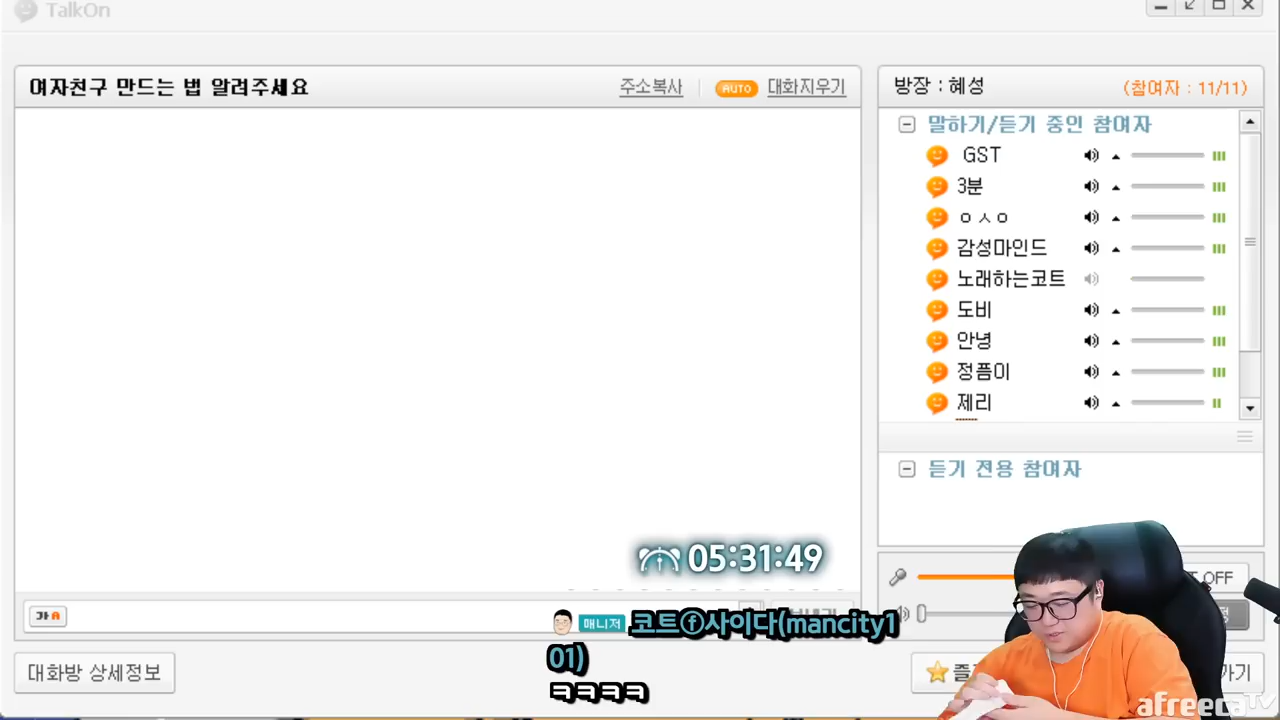 TalkOn
여자친구 만드는 법 알려주세요
주소복사
AUTO 대화지우기
방장 : 혜성
(참여자 : 11/11)
말하기/듣기 중인 참여자
GST
3분
ㅇㅅㅇ
감성마인드
노래하는코트
도비
안녕
정품이
제리
듣기 전용 참여자
05:31:49
OFF
가A
매니저 코트ⓕ사이다(mancity1
01)
ㅋㅋㅋㅋ
대화방 상세정보
afreecaTV